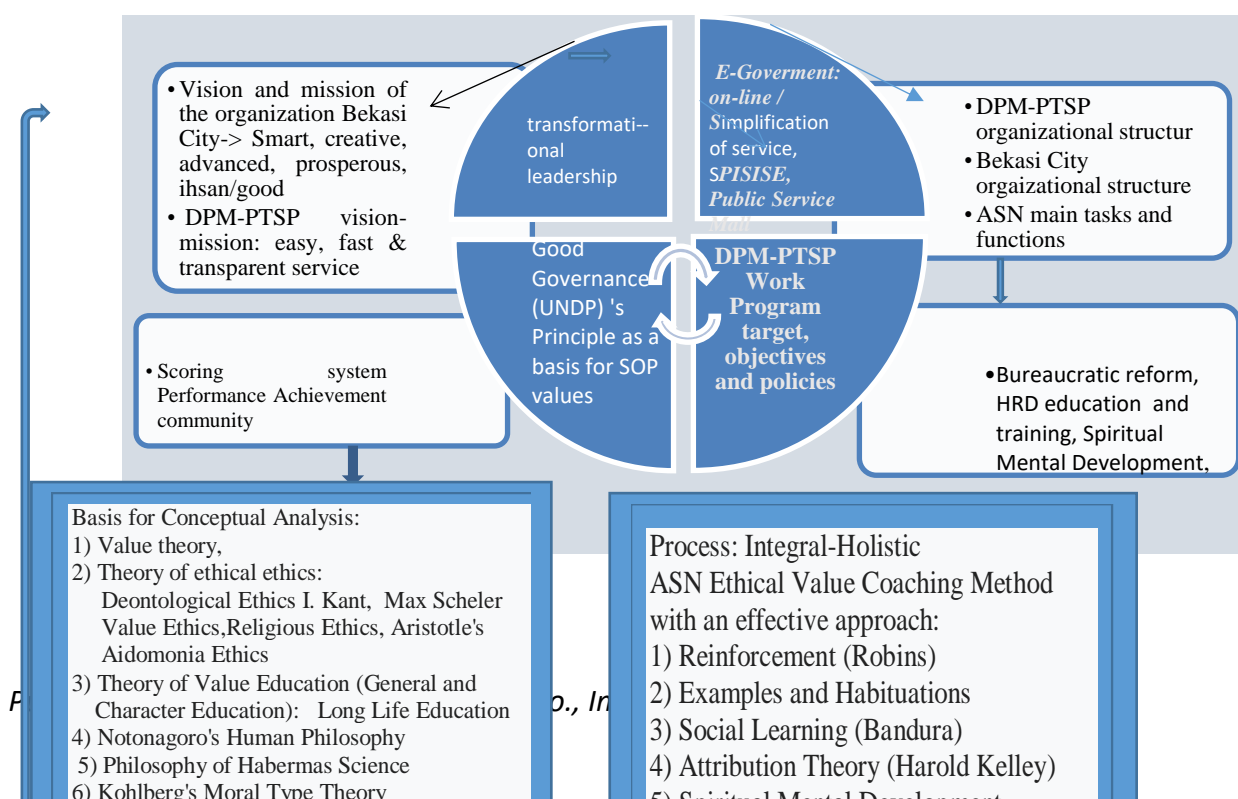 • Vision and mission of
the organization Bekasi
City-> Smart, creative,
advanced, prosperous,
ihsan/good
• DPM-PTSP vision-
mission: easy, fast &
transparent service
transformati--
onal
leadership
E-Goverment:
on-line /
Simplification
of service,
SPISISE,
Public Service
Mall
• DPM-PTSP
organizational structur
• Bekasi City
orgaizational structure
• ASN main tasks and
functions
Good
Governance
(UNDP) 's
Principle as a
basis for SOP
values
DPM-PTSP
Work
Program
target,
objectives
and policies
• Scoring system
Performance Achievement
community
•Bureaucratic reform,
HRD education and
training, Spiritual
Mental Development,
Basis for Conceptual Analysis:
1) Value theory,
2) Theory of ethical ethics:
Deontological Ethics I. Kant, Max Scheler
Value Ethics,Religious Ethics, Aristotle's
Aidomonia Ethics
3) Theory of Value Education (General and
Character Education): Long Life Education
4) Notonagoro's Human Philosophy
5) Philosophy of Habermas Science
6) Kohlberg's Moral Type Theory
Process: Integral-Holistic
ASN Ethical Value Coaching Method
with an effective approach:
1) Reinforcement (Robins)
2) Examples and Habituations
3) Social Learning (Bandura)
4) Attribution Theory (Harold Kelley)
5) Spiritual Mental Development